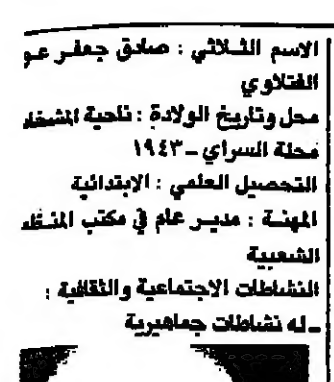 الاسم الثلاثي : صادق جعفر عو
الفتلاوي
محل وتاريخ الولادة : ناحية المشخا
محلة السراي - ١٩٤٣
التحصيل العلمي : الابتدائية
المهنة : مدير عام في مكتب المنظ
الشعبية
النشاطات الاجتماعية والثقافية :
- له نشاطات جماهيرية